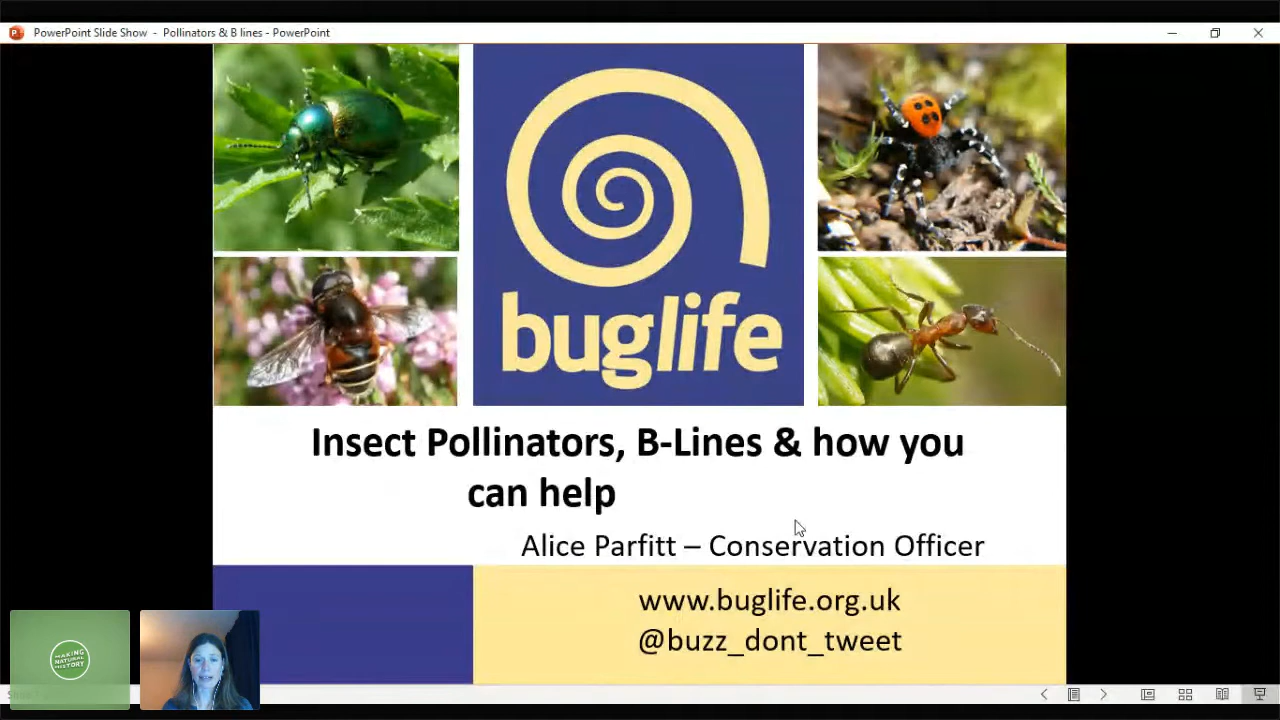 PowerPoint Slide Show - Pollinators & B lines - PowerPoint
buglife
Insect Pollinators, B-Lines & how you
can help
Alice Parfitt – Conservation Officer
www.buglife.org.uk
@buzz_dont_tweet
MAKING
NATURAL
HISTORY